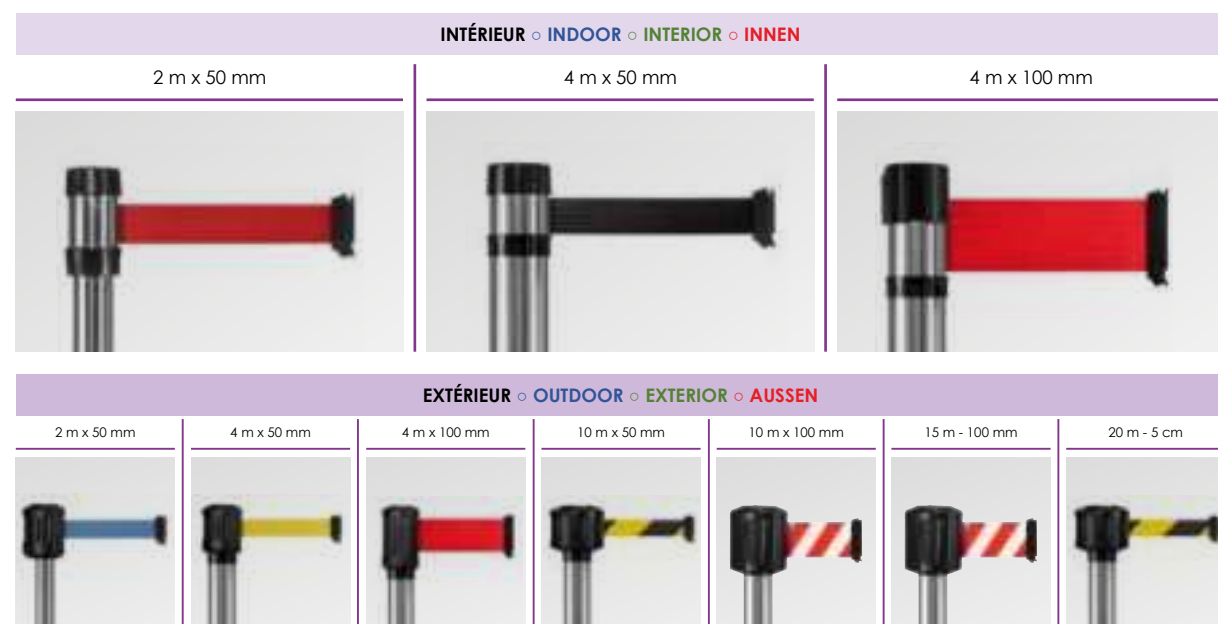 INTÉRIEUR ○ INDOOR ○ INTERIOR ○ INNEN
2 m x 50 mm
4 m x 50 mm
4 m x 100 mm
EXTÉRIEUR ○ OUTDOOR ○ EXTERIOR ○ AUSSEN
2 m x 50 mm
4 m x 50 mm
4 m x 100 mm
10 m x 50 mm
10 m x 100 mm
15 m - 100 mm
20 m - 5 cm